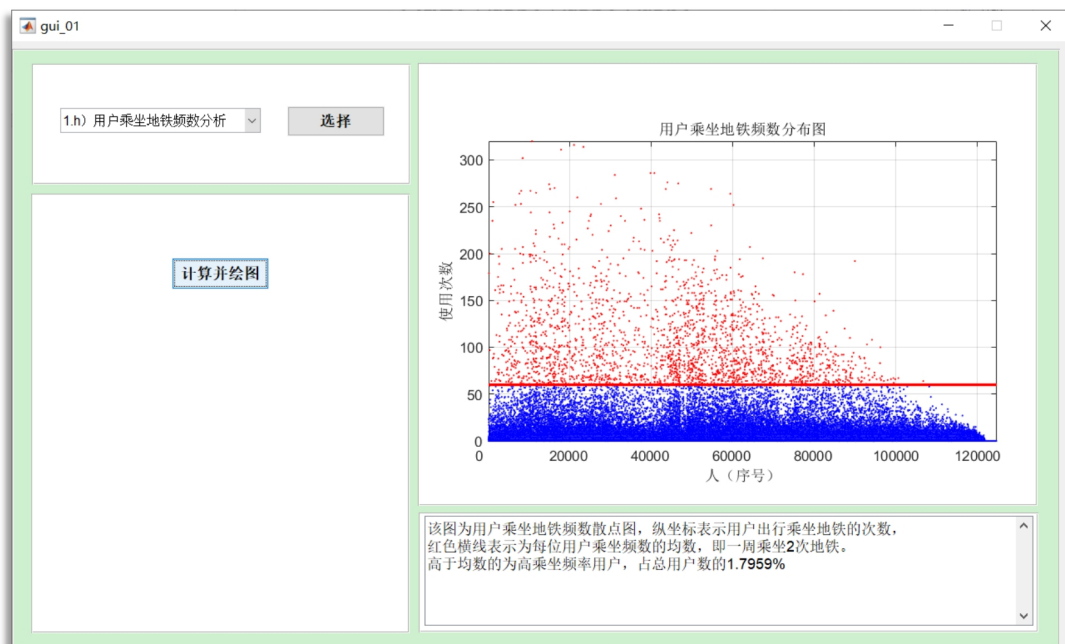 gui_01
1.h）用户乘坐地铁频数分析
选择
计算并绘图
用户乘坐地铁频数分布图
300
250
200
150
100
50
0
使用次数
0 20000 40000 60000 80000 100000 120000
人（序号）
该图为用户乘坐地铁频数散点图，纵坐标表示用户出行乘坐地铁的次数，
红色横线表示为每位用户乘坐频数的均数，即一周乘坐2次地铁。
高于均数的为高乘坐频率用户，占总用户数的1.7959%